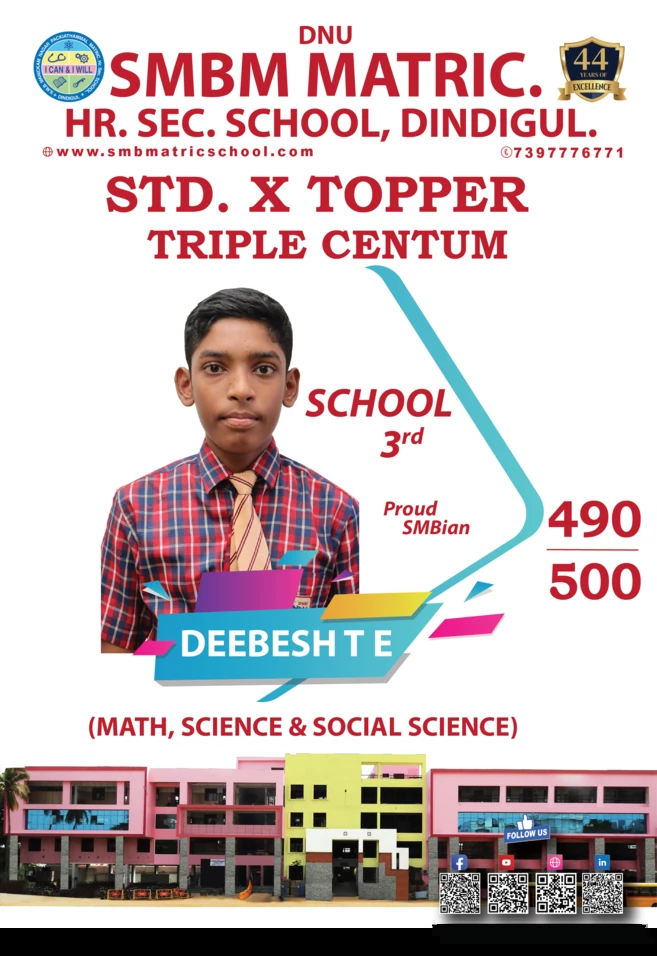 DNU
SMBM MATRIC.
HR. SEC. SCHOOL, DINDIGUL.
I CAN & I WILL
44
YEARS OF
EXCELLENCE
www.smbmatricschool.com
7397776771
STD. X TOPPER
TRIPLE CENTUM
SCHOOL
3rd
Proud
SMBian
490
500
DEEBESH T E
(MATH, SCIENCE & SOCIAL SCIENCE)
FOLLOW US